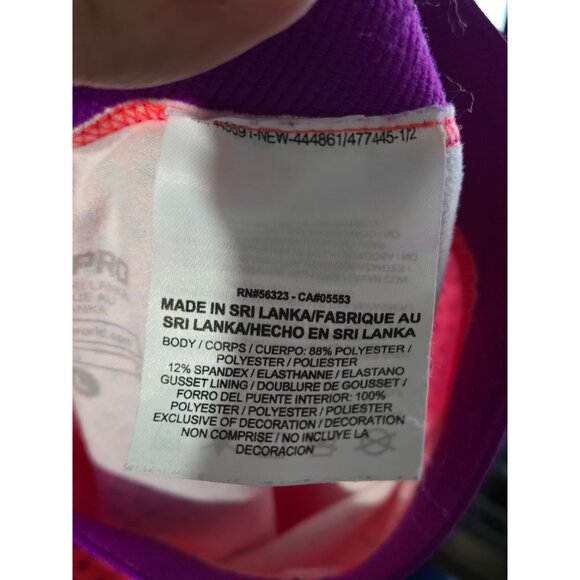 NEW-444861/477445-1/2
RN#56323 - CA#05553
MADE IN SRI LANKA/FABRIQUE AU
SRI LANKA/HECHO EN SRI LANKA
BODY / CORPS / CUERPO: 88% POLYESTER /
POLYESTER / POLIESTER
12% SPANDEX / ELASTHANNE / ELASTANO
GUSSET LINING / DOUBLURE DE GOUSSET /
FORRO DEL PUENTE INTERIOR: 100%
POLYESTER / POLYESTER / POLIESTER
EXCLUSIVE OF DECORATION / DECORATION
NON COMPRISE / NO INCLUYE LA
DECORACION
PRO